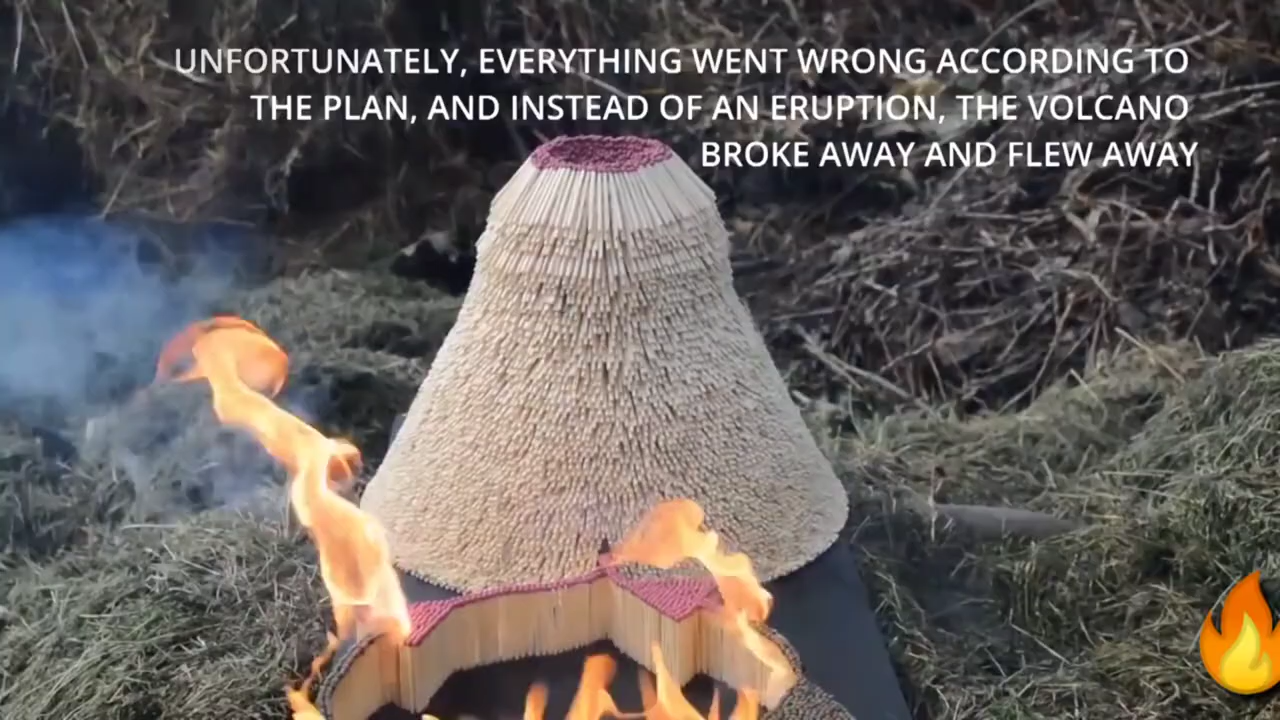 UNFORTUNATELY, EVERYTHING WENT WRONG ACCORDING TO
THE PLAN, AND INSTEAD OF AN ERUPTION, THE VOLCANO
BROKE AWAY AND FLEW AWAY